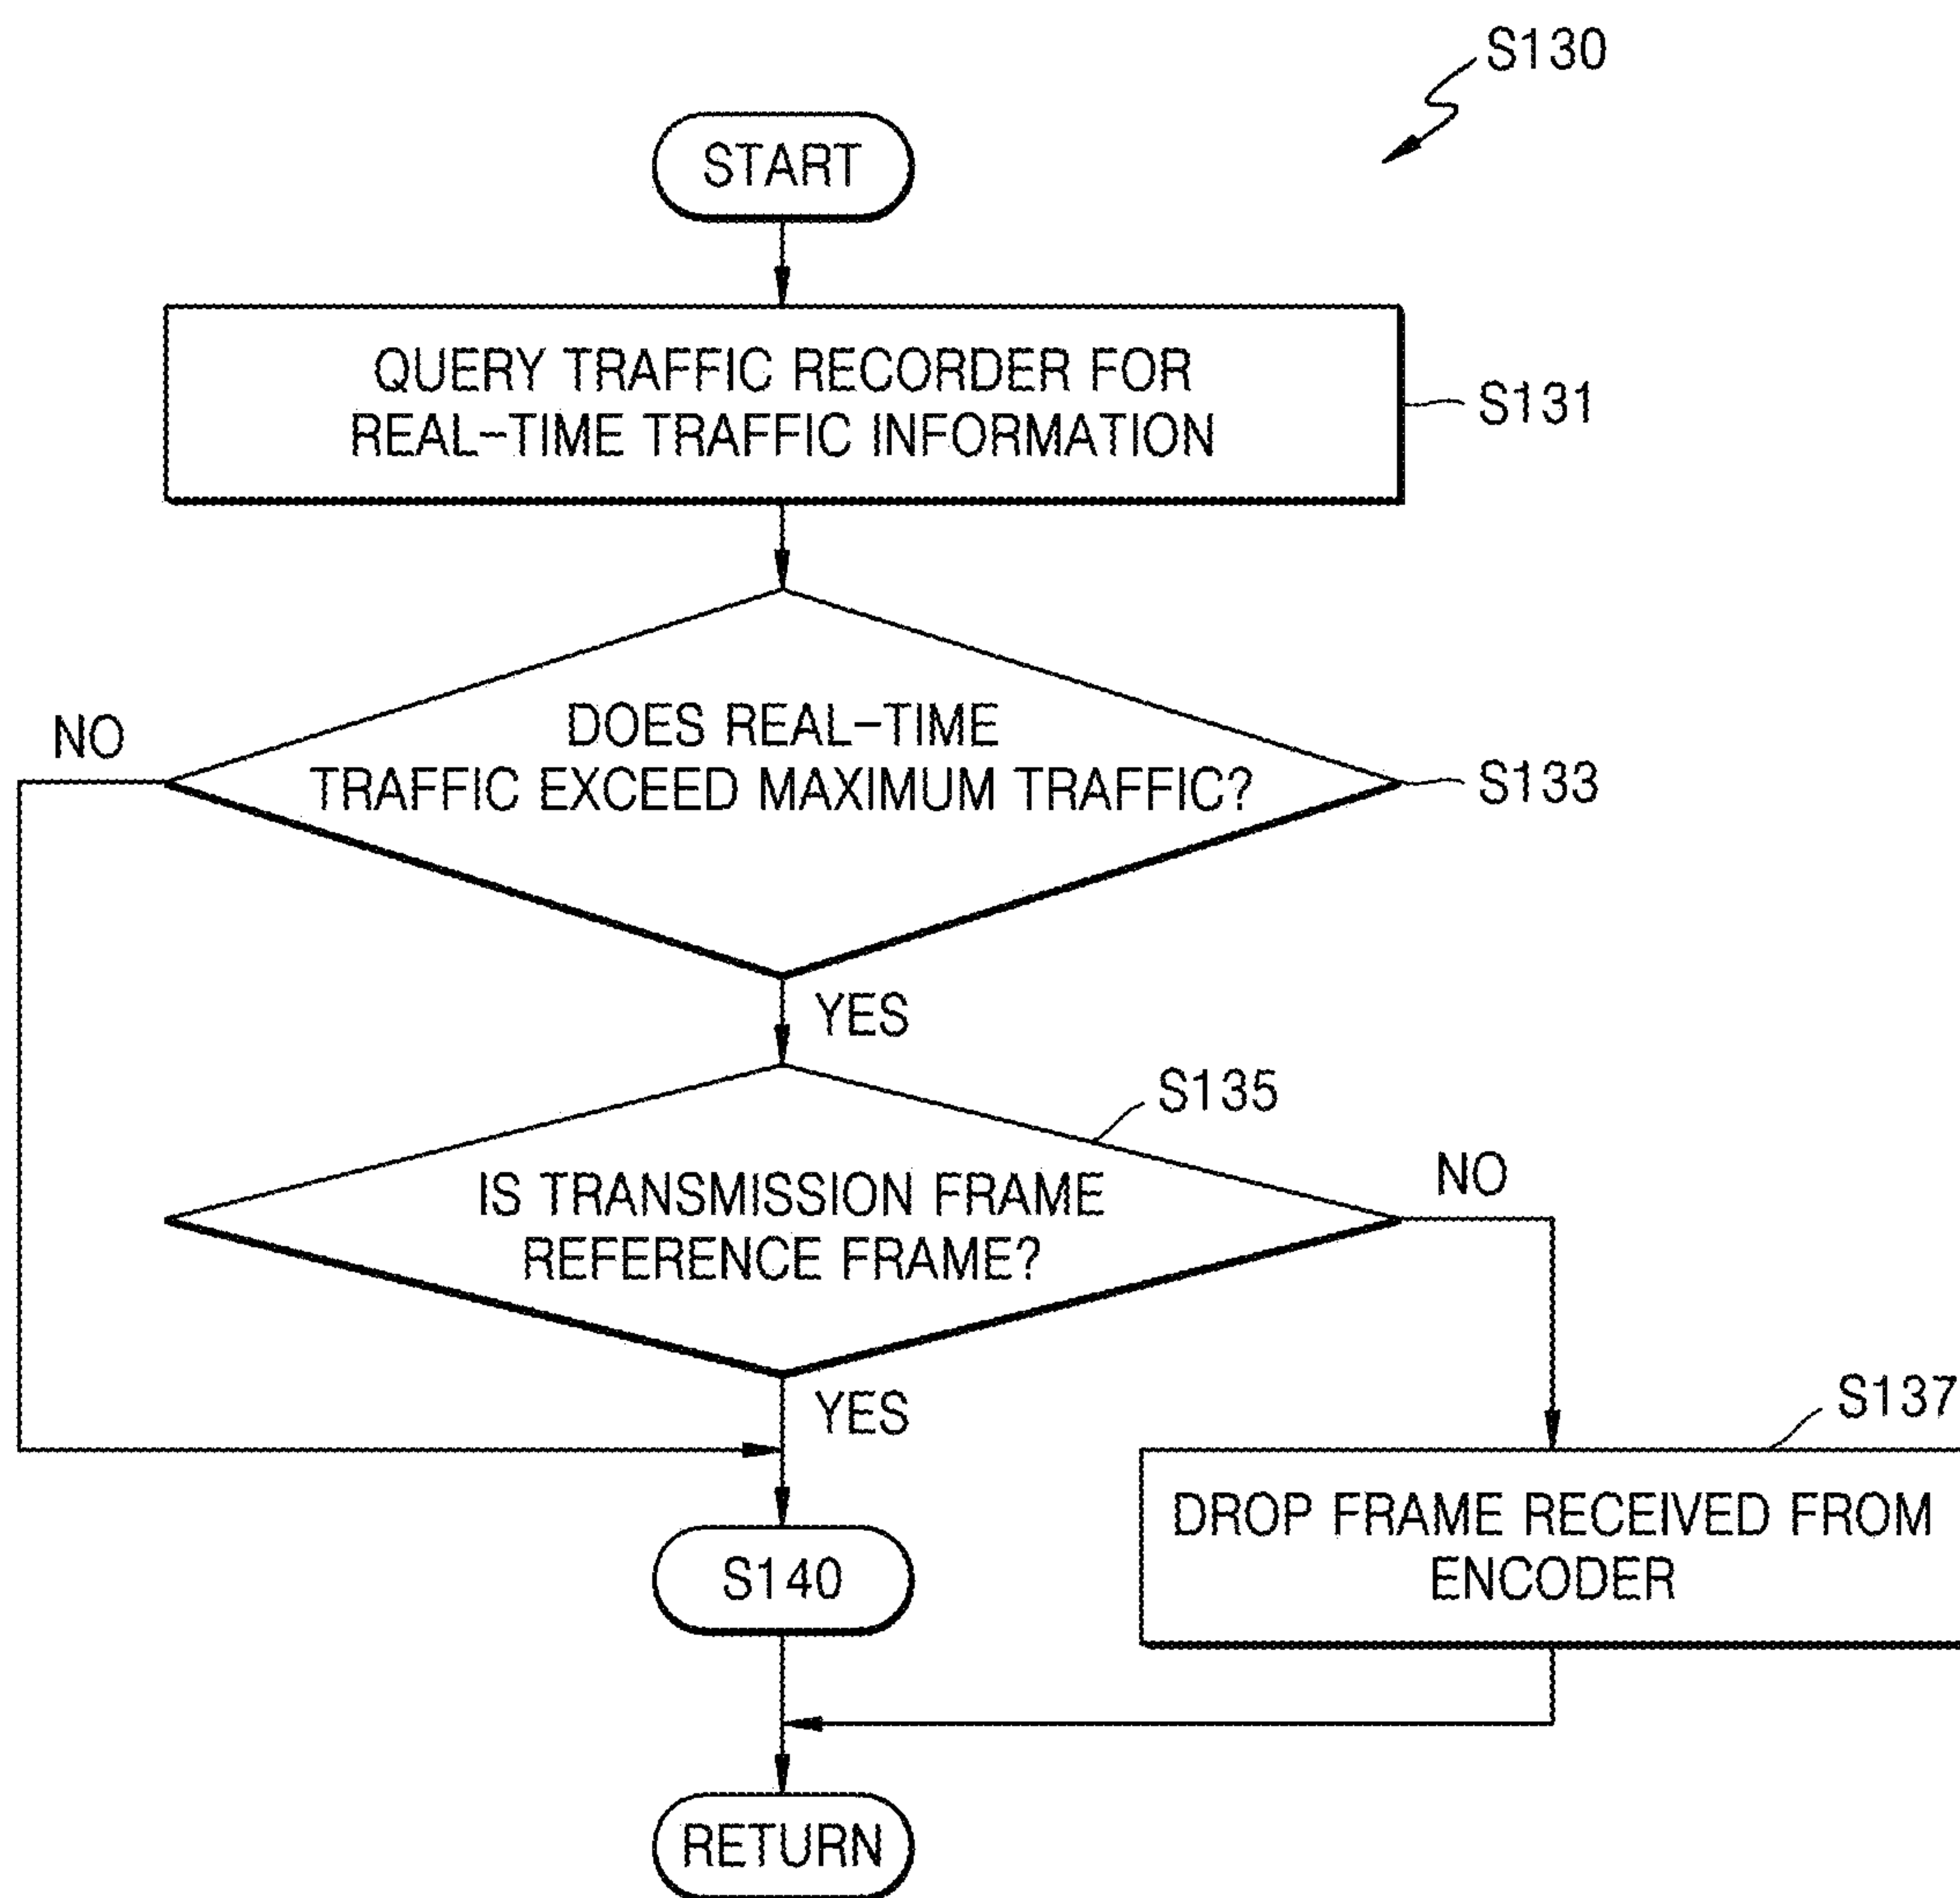 S130
START
QUERY TRAFFIC RECORDER FOR
REAL-TIME TRAFFIC INFORMATION
S131
DOES REAL-TIME
TRAFFIC EXCEED MAXIMUM TRAFFIC?
NO
S133
YES
S135
IS TRANSMISSION FRAME
REFERENCE FRAME?
NO
YES
S137
DROP FRAME RECEIVED FROM
ENCODER
S140
RETURN